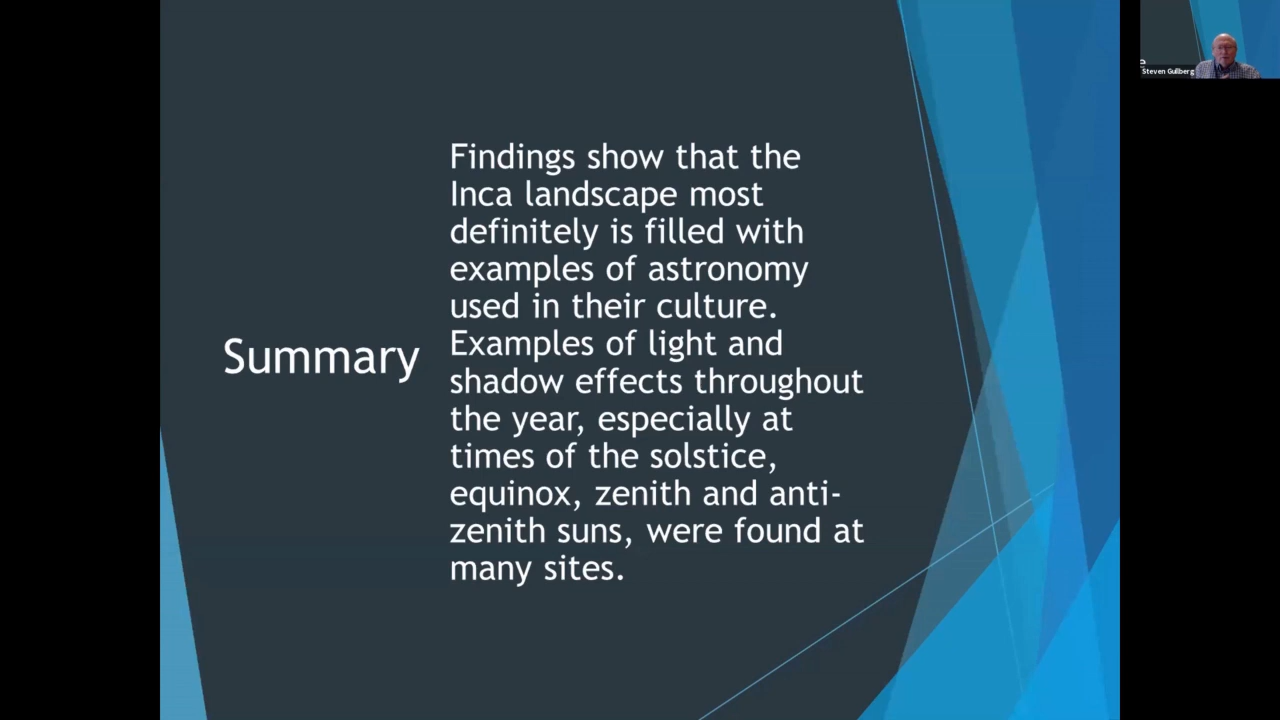 Summary
Findings show that the
Inca landscape most
definitely is filled with
examples of astronomy
used in their culture.
Examples of light and
shadow effects throughout
the year, especially at
times of the solstice,
equinox, zenith and anti-
zenith suns, were found at
many sites.
Steven Gullberg